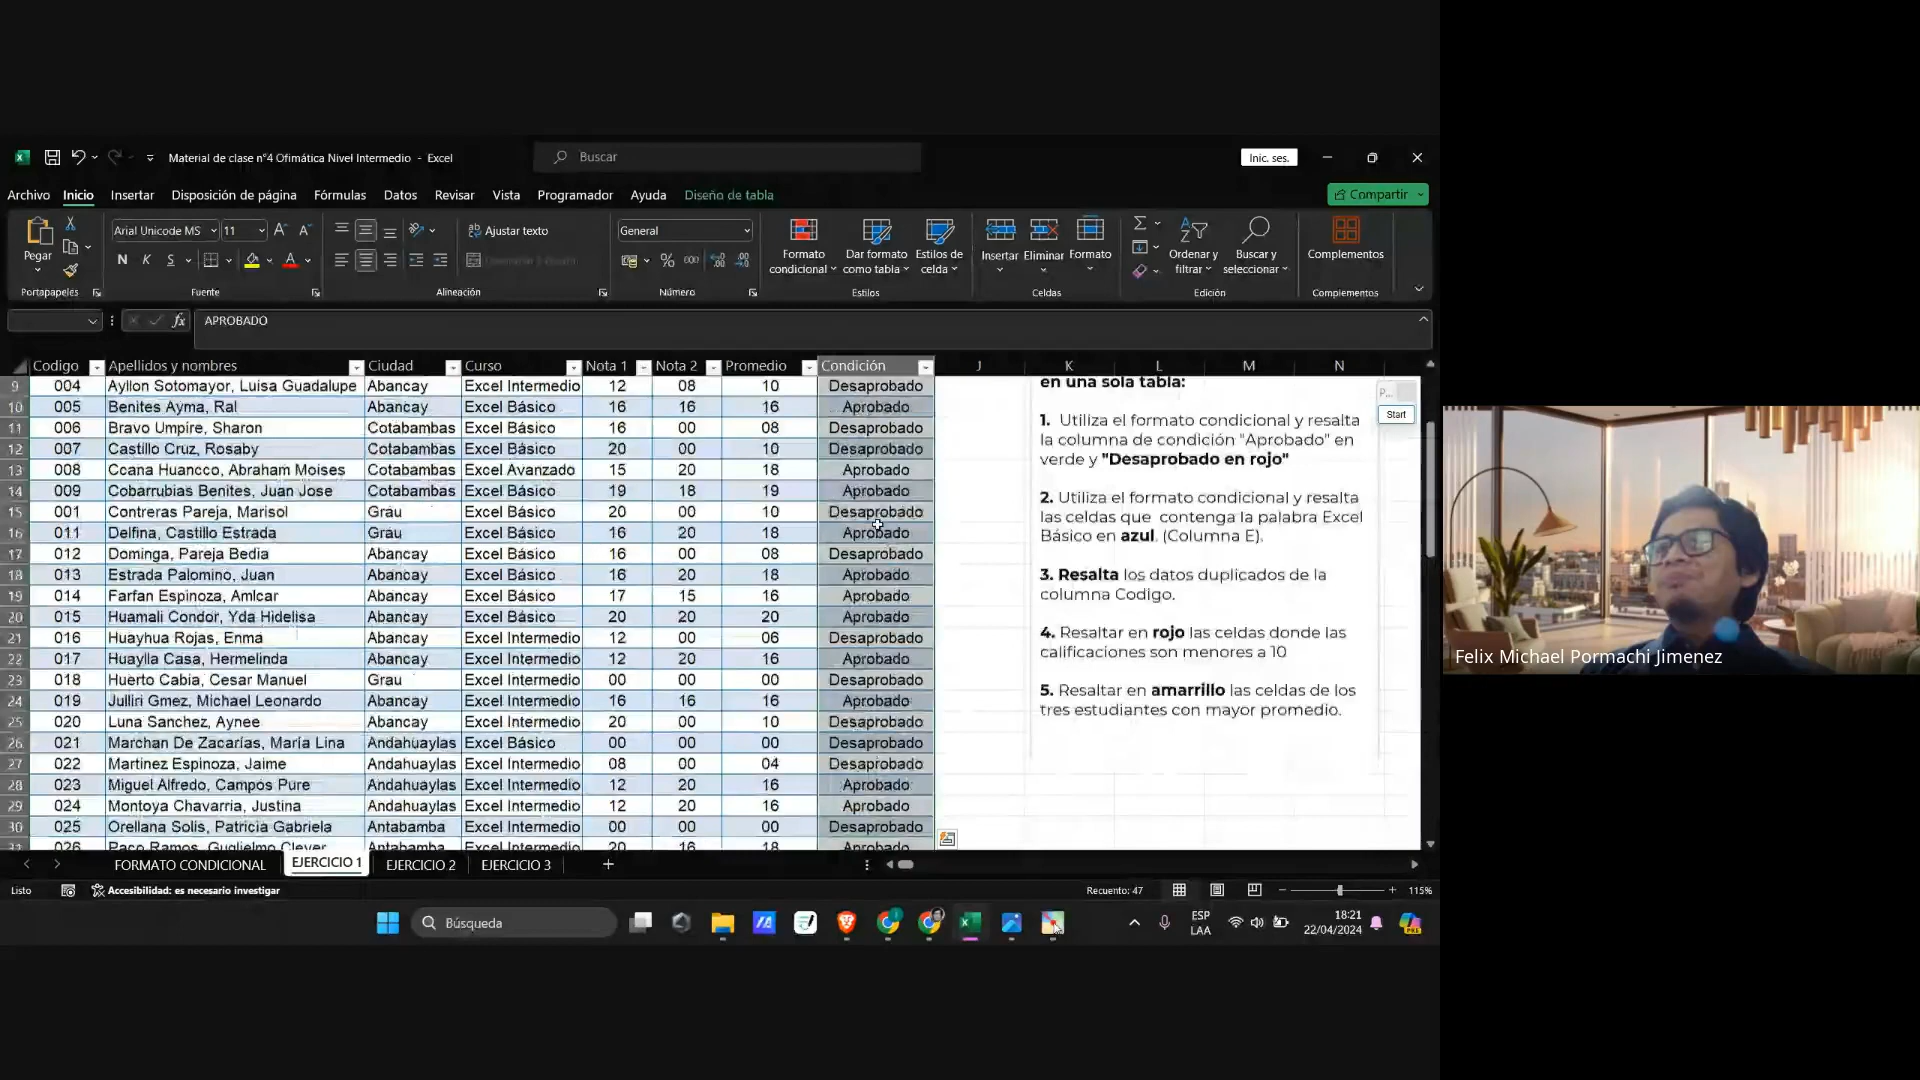 Material de clase n°4 Ofimática Nivel Intermedio - Excel
Buscar
Inic. ses.
Archivo Inicio Insertar Disposición de página Fórmulas Datos Revisar Vista Programador Ayuda Diseño de tabla
Compartir
Pegar
Portapapeles
Arial Unicode MS 11
N K S
Fuente
Ajustar texto
Alineación
General
% 000
Número
Formato condicional
Dar formato como tabla
Estilos de celda
Estilos
Insertar
Eliminar
Formato
Celdas
Ordenar y filtrar
Buscar y seleccionar
Edición
Complementos
Complementos
fx APROBADO
Codigo Apellidos y nombres Ciudad Curso Nota 1 Nota 2 Promedio Condición J K L M N
9 004 Ayllon Sotomayor, Luisa Guadalupe Abancay Excel Intermedio 12 08 10 Desaprobado
10 005 Benites Ayma, Ral Abancay Excel Básico 16 16 16 Aprobado
11 006 Bravo Umpire, Sharon Cotabambas Excel Básico 16 00 08 Desaprobado
12 007 Castillo Cruz, Rosaby Cotabambas Excel Básico 20 00 10 Desaprobado
13 008 Ccana Huancco, Abraham Moises Cotabambas Excel Avanzado 15 20 18 Aprobado
14 009 Cobarrubias Benites, Juan Jose Cotabambas Excel Básico 19 18 19 Aprobado
15 001 Contreras Pareja, Marisol Grau Excel Básico 20 00 10 Desaprobado
16 011 Delfina, Castillo Estrada Grau Excel Básico 16 20 18 Aprobado
17 012 Dominga, Pareja Bedia Abancay Excel Básico 16 00 08 Desaprobado
18 013 Estrada Palomino, Juan Abancay Excel Básico 16 20 18 Aprobado
19 014 Farfan Espinoza, Amlcar Abancay Excel Básico 17 15 16 Aprobado
20 015 Huamali Condor, Yda Hidelisa Abancay Excel Básico 20 20 20 Aprobado
21 016 Huayhua Rojas, Enma Abancay Excel Intermedio 12 00 06 Desaprobado
22 017 Huaylla Casa, Hermelinda Abancay Excel Intermedio 12 20 16 Aprobado
23 018 Huerto Cabia, Cesar Manuel Grau Excel Intermedio 00 00 00 Desaprobado
24 019 Julliri Gmez, Michael Leonardo Abancay Excel Intermedio 16 16 16 Aprobado
25 020 Luna Sanchez, Aynee Abancay Excel Intermedio 20 00 10 Desaprobado
26 021 Marchan De Zacarías, María Lina Andahuaylas Excel Básico 00 00 00 Desaprobado
27 022 Martinez Espinoza, Jaime Andahuaylas Excel Intermedio 08 00 04 Desaprobado
28 023 Miguel Alfredo, Campos Pure Andahuaylas Excel Intermedio 12 20 16 Aprobado
29 024 Montoya Chavarria, Justina Andahuaylas Excel Intermedio 12 20 16 Aprobado
30 025 Orellana Solis, Patricia Gabriela Antabamba Excel Intermedio 00 00 00 Desaprobado
31 026 Paco Ramos, Guglielmo Clever Antabamba Excel Intermedio 20 16 18 Aprobado
en una sola tabla:
1. Utiliza el formato condicional y resalta
la columna de condición "Aprobado" en
verde y "Desaprobado en rojo"
2. Utiliza el formato condicional y resalta
las celdas que contenga la palabra Excel
Básico en azul. (Columna E).
3. Resalta los datos duplicados de la
columna Codigo.
4. Resaltar en rojo las celdas donde las
calificaciones son menores a 10
5. Resaltar en amarrillo las celdas de los
tres estudiantes con mayor promedio.
P...
Start
Felix Michael Pormachi Jimenez
FORMATO CONDICIONAL EJERCICIO 1 EJERCICIO 2 EJERCICIO 3
Listo Accesibilidad: es necesario investigar Recuento: 47 115%
Búsqueda
ESP
LAA
18:21
22/04/2024